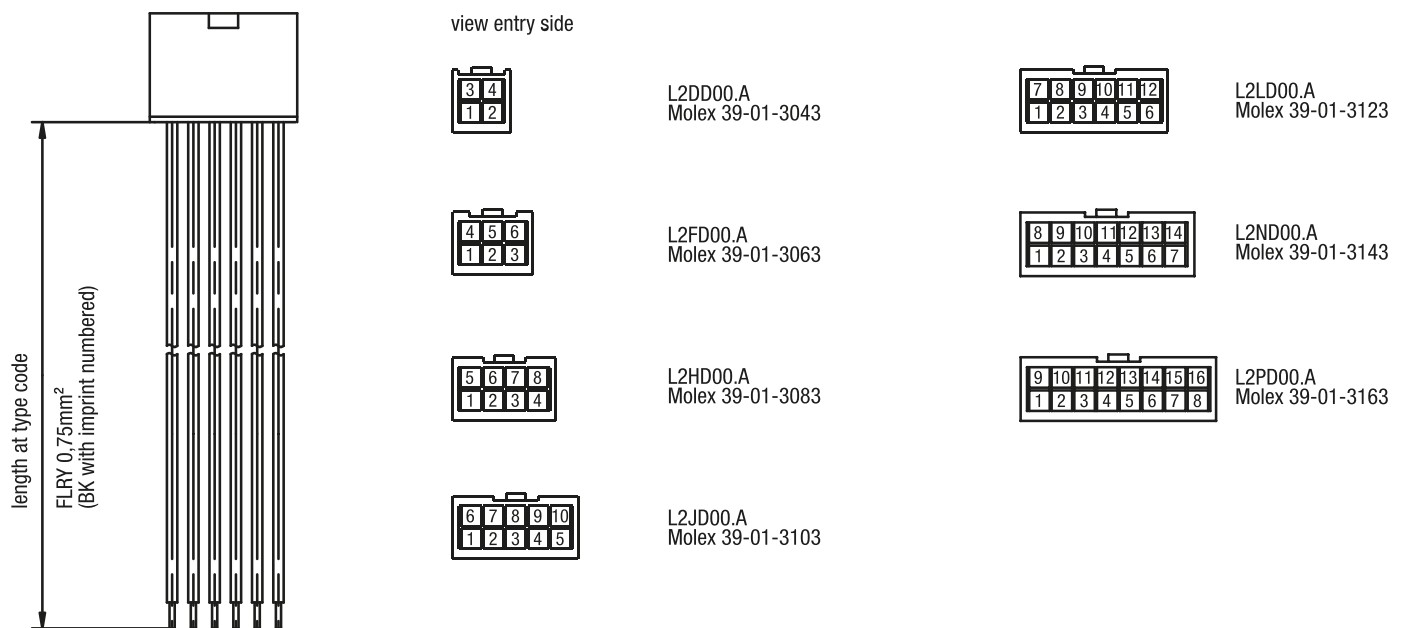 view entry side
3 4
1 2
L2DD00.A
Molex 39-01-3043
4 5 6
1 2 3
L2FD00.A
Molex 39-01-3063
5 6 7 8
1 2 3 4
L2HD00.A
Molex 39-01-3083
6 7 8 9 10
1 2 3 4 5
L2JD00.A
Molex 39-01-3103
7 8 9 10 11 12
1 2 3 4 5 6
L2LD00.A
Molex 39-01-3123
8 9 10 11 12 13 14
1 2 3 4 5 6 7
L2ND00.A
Molex 39-01-3143
9 10 11 12 13 14 15 16
1 2 3 4 5 6 7 8
L2PD00.A
Molex 39-01-3163
length at type code
FLRY 0,75mm²
(BK with imprint numbered)